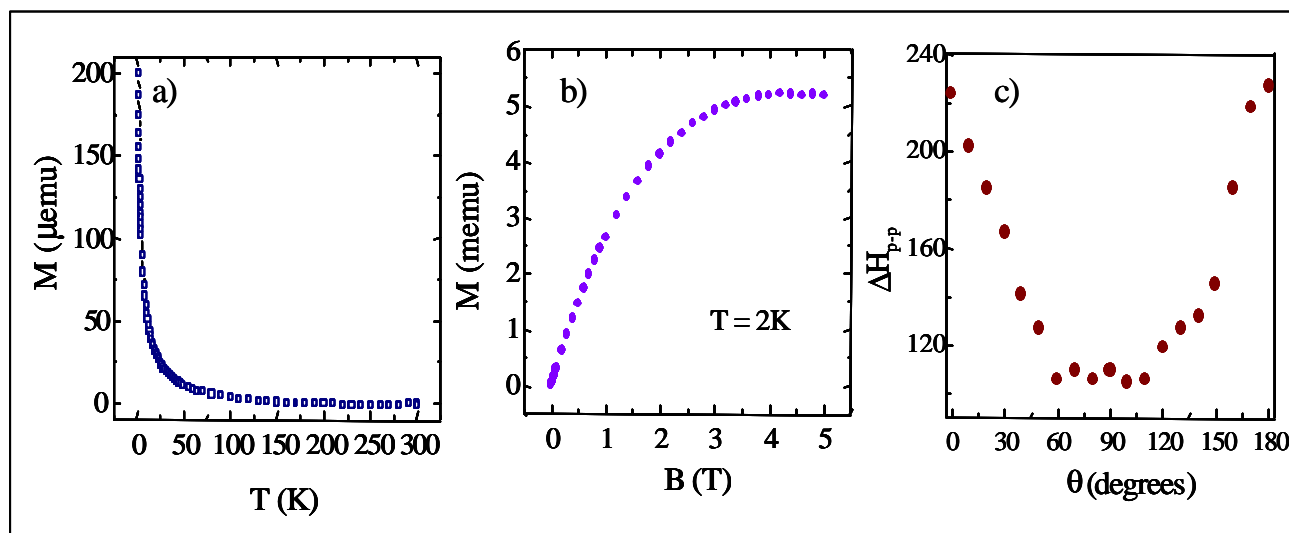 a)
200
150
100
50
0
M (μemu)
0 50 100 150 200 250 300
T (K)
b)
6
5
4
3
2
1
0
M (memu)
T = 2K
0 1 2 3 4 5
B (T)
c)
240
200
160
120
ΔH p-p
0 30 60 90 120 150 180
θ (degrees)